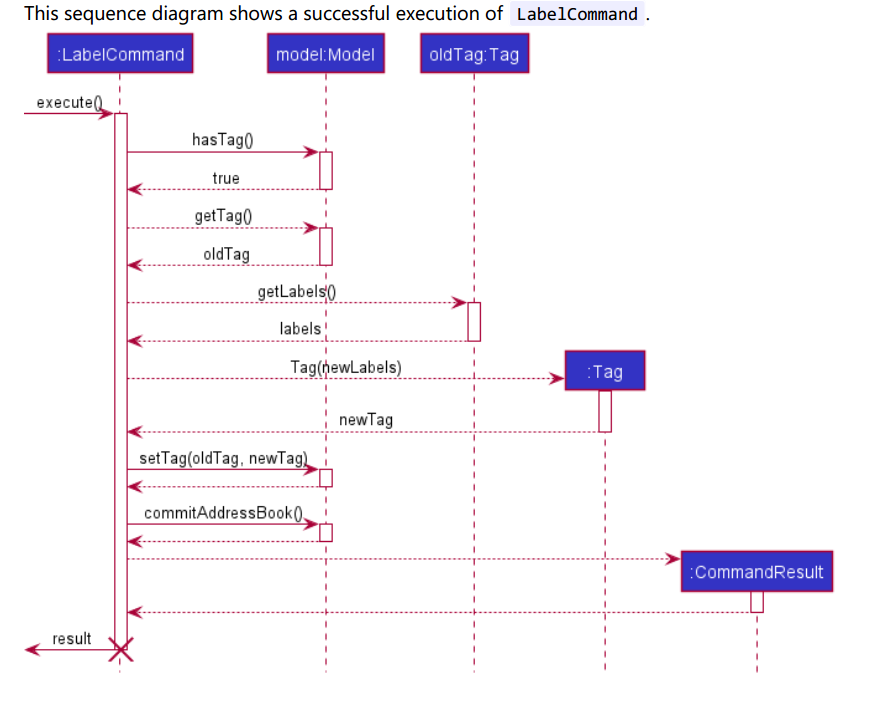 This sequence diagram shows a successful execution of LabelCommand.
:LabelCommand
model:Model
oldTag:Tag
execute()
hasTag()
true
getTag()
oldTag
getLabels()
labels
Tag(newLabels)
:Tag
newTag
setTag(oldTag, newTag)
commitAddressBook()
:CommandResult
result